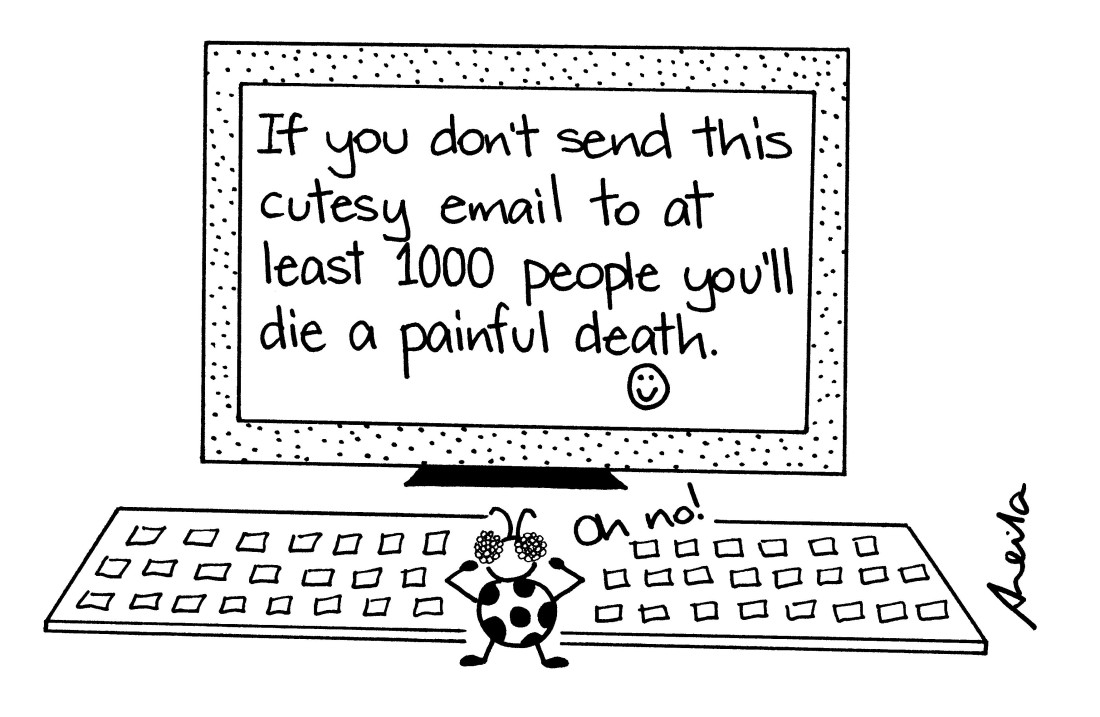 If you don't send this
cutesy email to at
least 1000 people you'll
die a painful death.
oh no!
Sheila